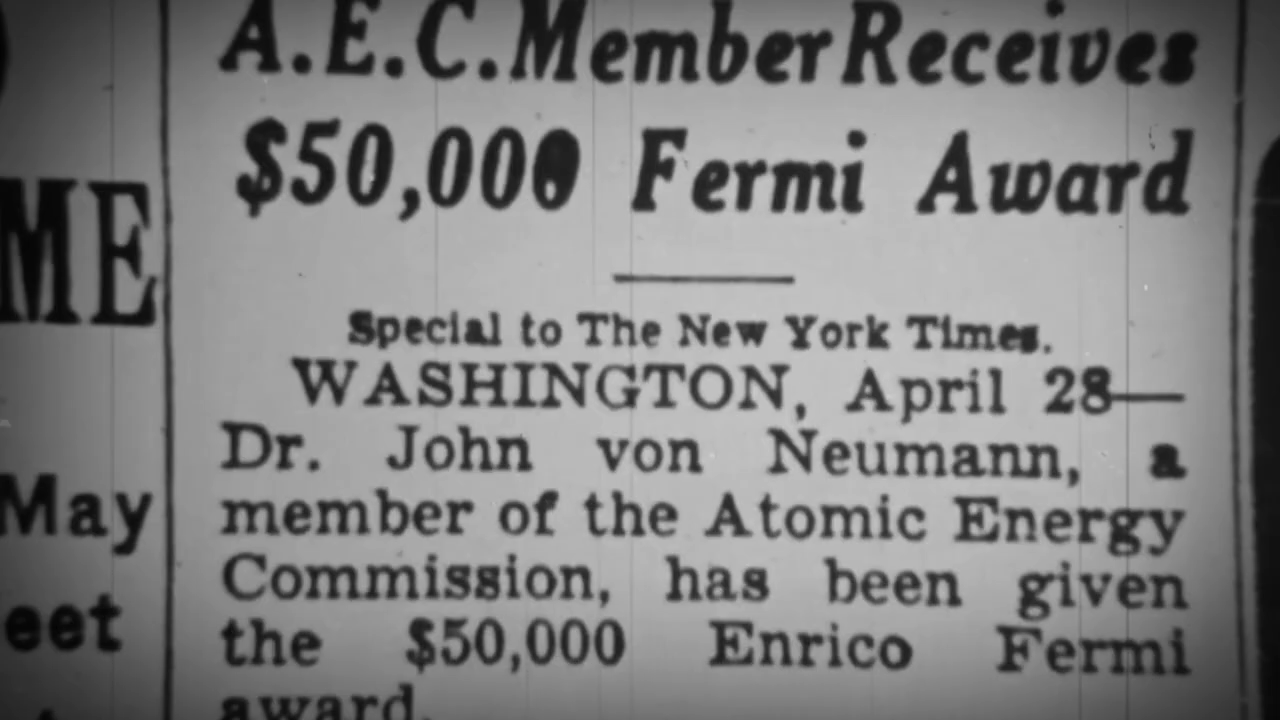 A.E.C. Member Receives
$50,000 Fermi Award
Special to The New York Times.
WASHINGTON, April 28—
Dr. John von Neumann, a
member of the Atomic Energy
Commission, has been given
the $50,000 Enrico Fermi
award.
ME
May
eet